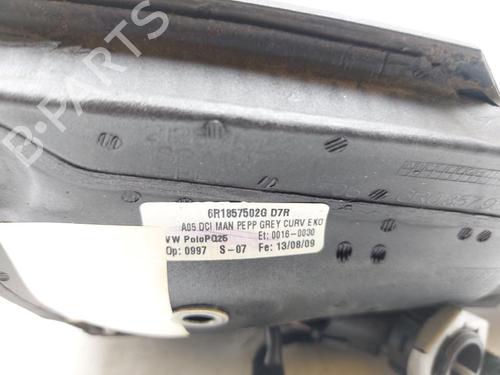 B-PARTS
6R1857502G D7R
A05 DCI MAN PEPP GREY CURV EKO
VW PoloPQ25 Et: 0016-0030
Op: 0997 S-07 Fe: 13/08/09